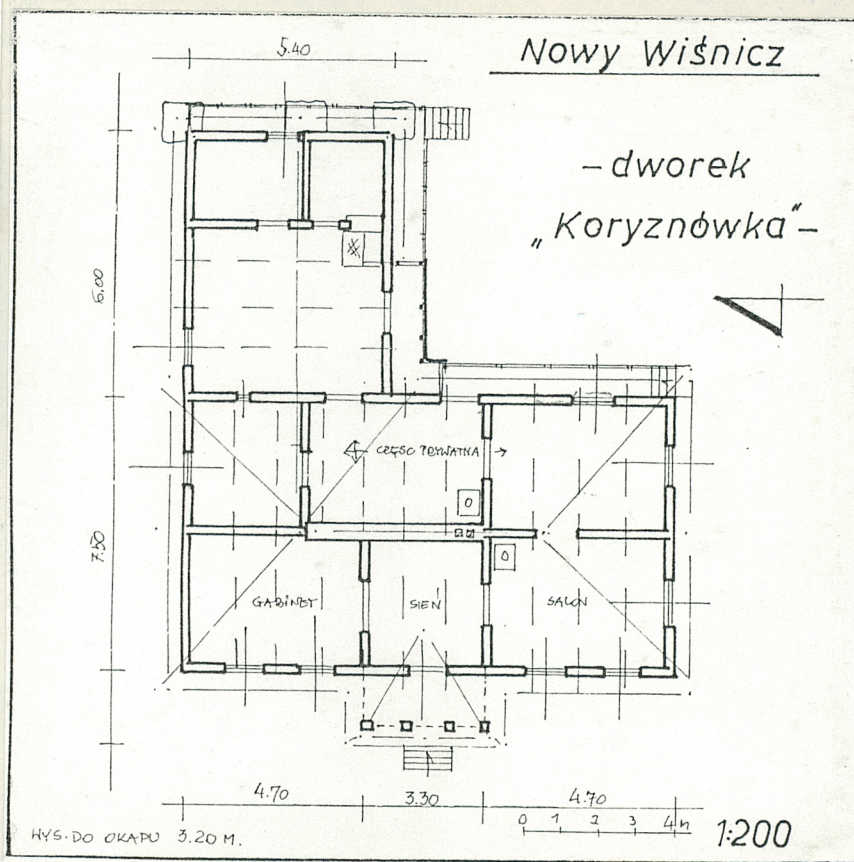 5.40
Nowy Wiśnicz
– dworek
„Koryznówka” –
6.00
CZĘŚĆ PRYWATNA
7.50
GABINET
SIEŃ
SALON
4.70
3.30
4.70
0 1 2 3 4m
1:200
WYS. DO OKAPU 3.20 M.